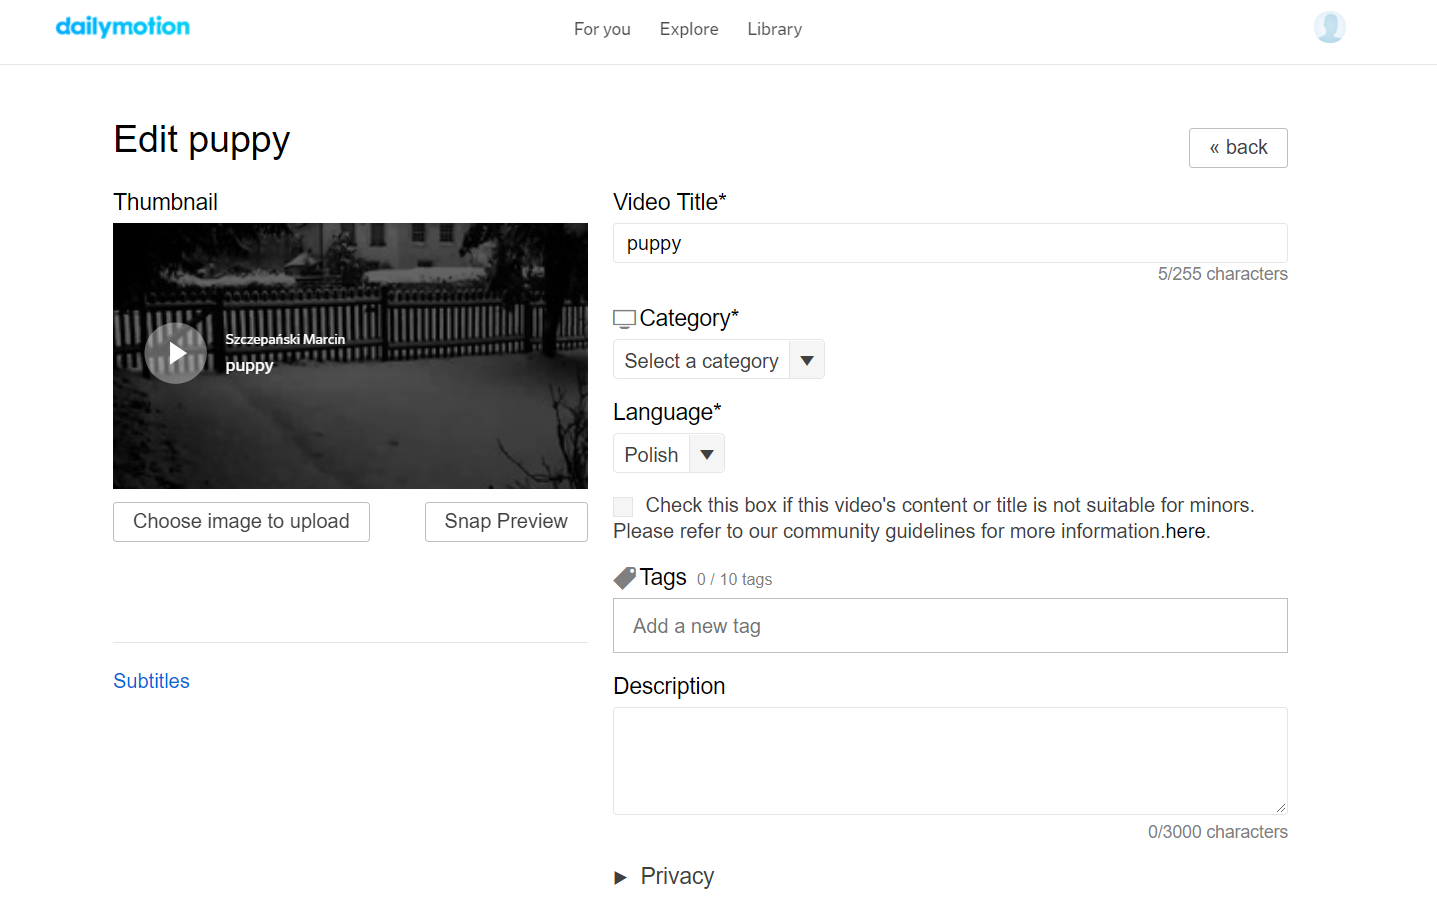 dailymotion
For you Explore Library
Edit puppy
« back
Thumbnail
Szczepański Marcin
puppy
Choose image to upload
Snap Preview
Subtitles
Video Title*
puppy
5/255 characters
Category*
Select a category
Language*
Polish
Check this box if this video's content or title is not suitable for minors.
Please refer to our community guidelines for more information.here.
Tags 0 / 10 tags
Add a new tag
Description
0/3000 characters
Privacy